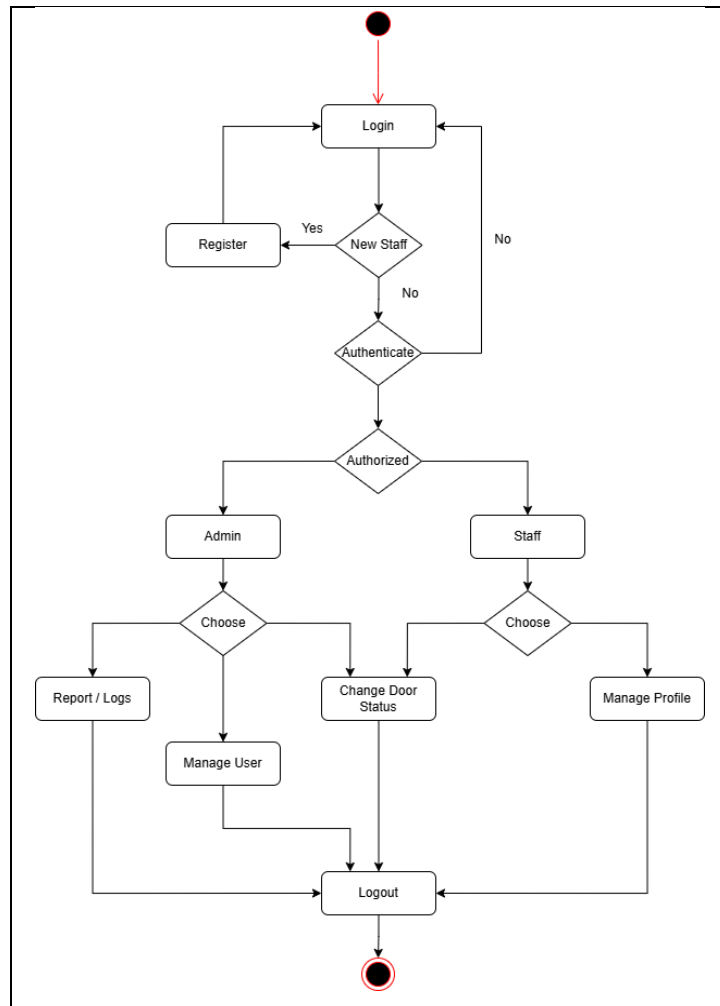 Login
Yes
Register
New Staff
No
No
Authenticate
Authorized
Admin
Staff
Choose
Choose
Report / Logs
Change Door
Status
Manage Profile
Manage User
Logout